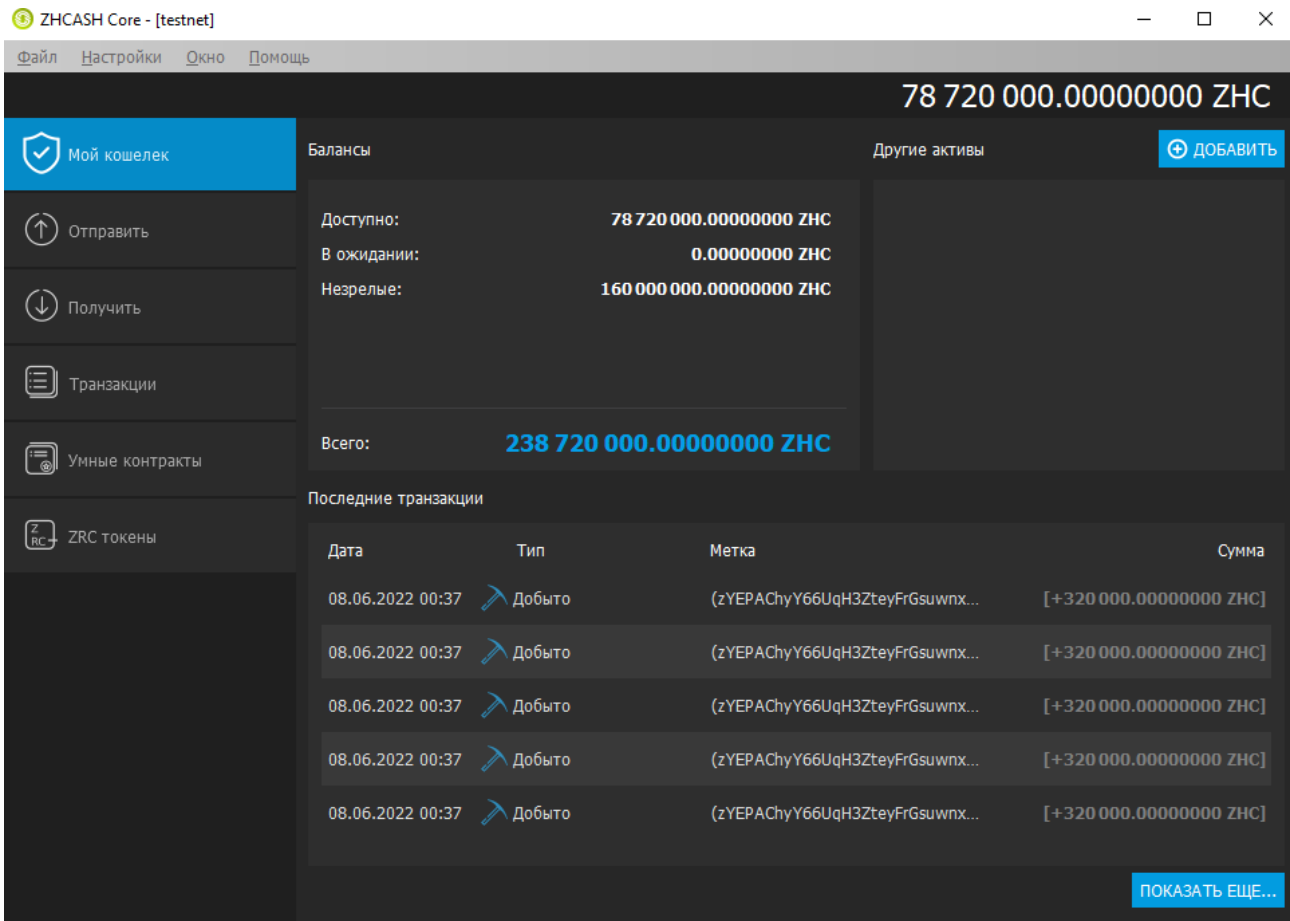 ZHCASH Core - [testnet]
Файл Настройки Окно Помощь
78 720 000.00000000 ZHC
Мой кошелек
Отправить
Получить
Транзакции
Умные контракты
ZRC токены
Балансы
Доступно: 78 720 000.00000000 ZHC
В ожидании: 0.00000000 ZHC
Незрелые: 160 000 000.00000000 ZHC
Всего: 238 720 000.00000000 ZHC
Другие активы
ДОБАВИТЬ
Последние транзакции
Дата Тип Метка Сумма
08.06.2022 00:37 Добыто (zYEPAChyY66UqH3ZteyFrGsuwnx... [+320 000.00000000 ZHC]
08.06.2022 00:37 Добыто (zYEPAChyY66UqH3ZteyFrGsuwnx... [+320 000.00000000 ZHC]
08.06.2022 00:37 Добыто (zYEPAChyY66UqH3ZteyFrGsuwnx... [+320 000.00000000 ZHC]
08.06.2022 00:37 Добыто (zYEPAChyY66UqH3ZteyFrGsuwnx... [+320 000.00000000 ZHC]
08.06.2022 00:37 Добыто (zYEPAChyY66UqH3ZteyFrGsuwnx... [+320 000.00000000 ZHC]
ПОКАЗАТЬ ЕЩЕ...